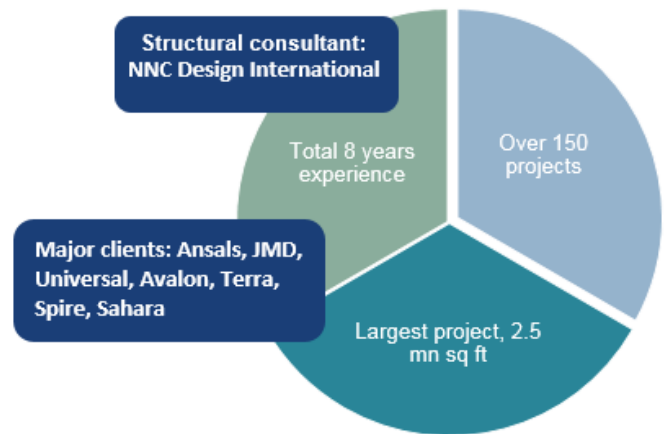 Structural consultant:
NNC Design International
Total 8 years
experience
Over 150
projects
Major clients: Ansals, JMD,
Universal, Avalon, Terra,
Spire, Sahara
Largest project, 2.5
mn sq ft